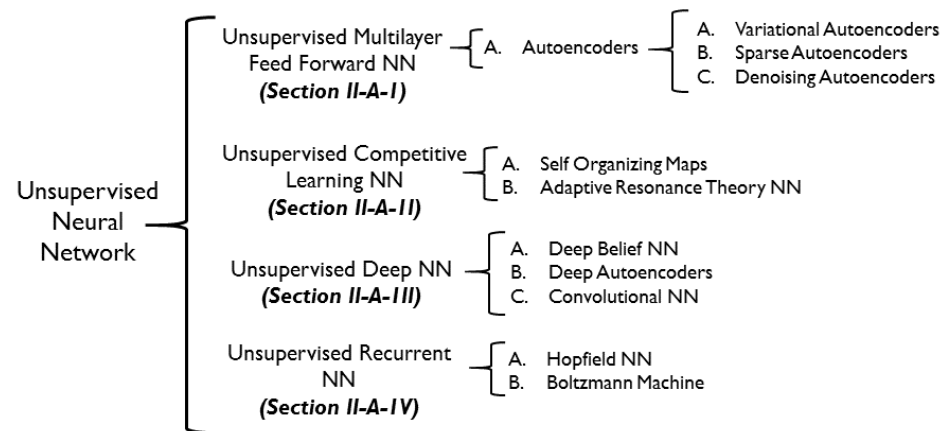 Unsupervised
Neural
Network
Unsupervised Multilayer
Feed Forward NN
(Section II-A-I)
A. Autoencoders
A. Variational Autoencoders
B. Sparse Autoencoders
C. Denoising Autoencoders
Unsupervised Competitive
Learning NN
(Section II-A-II)
A. Self Organizing Maps
B. Adaptive Resonance Theory NN
Unsupervised Deep NN
(Section II-A-III)
A. Deep Belief NN
B. Deep Autoencoders
C. Convolutional NN
Unsupervised Recurrent
NN
(Section II-A-IV)
A. Hopfield NN
B. Boltzmann Machine